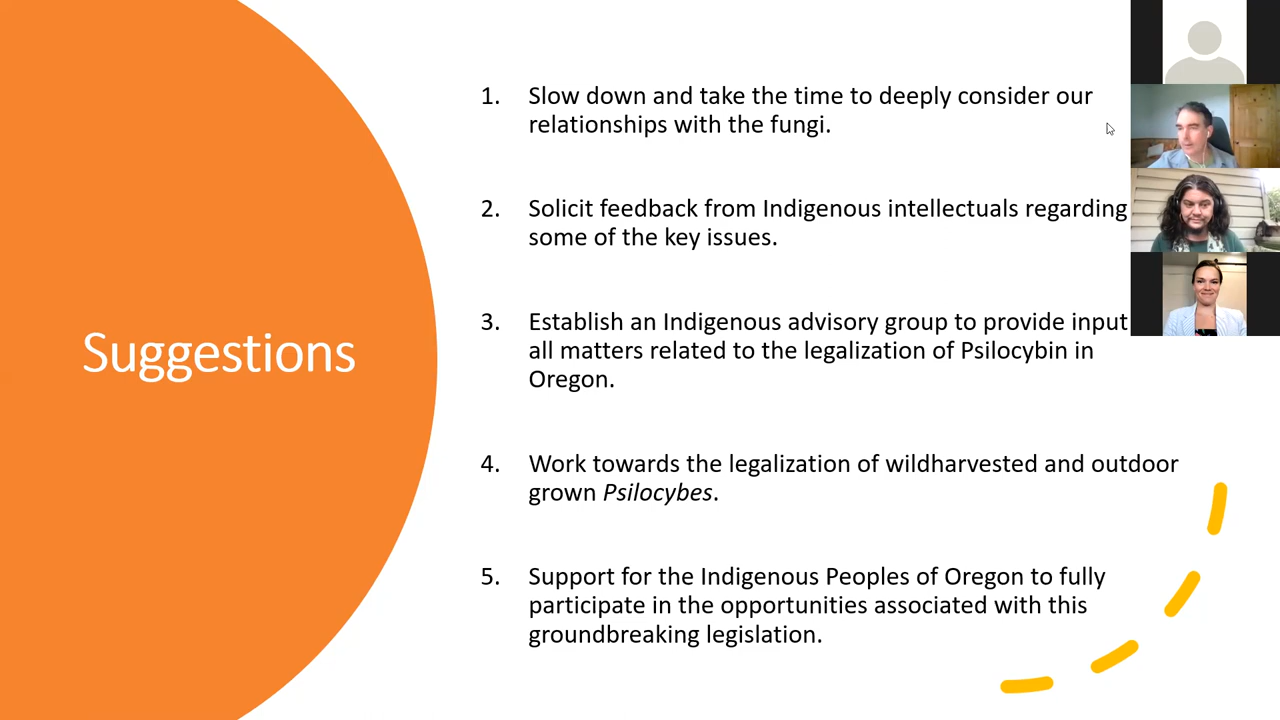 Suggestions
1. Slow down and take the time to deeply consider our
relationships with the fungi.
2. Solicit feedback from Indigenous intellectuals regarding
some of the key issues.
3. Establish an Indigenous advisory group to provide input
all matters related to the legalization of Psilocybin in
Oregon.
4. Work towards the legalization of wildharvested and outdoor
grown Psilocybes.
5. Support for the Indigenous Peoples of Oregon to fully
participate in the opportunities associated with this
groundbreaking legislation.